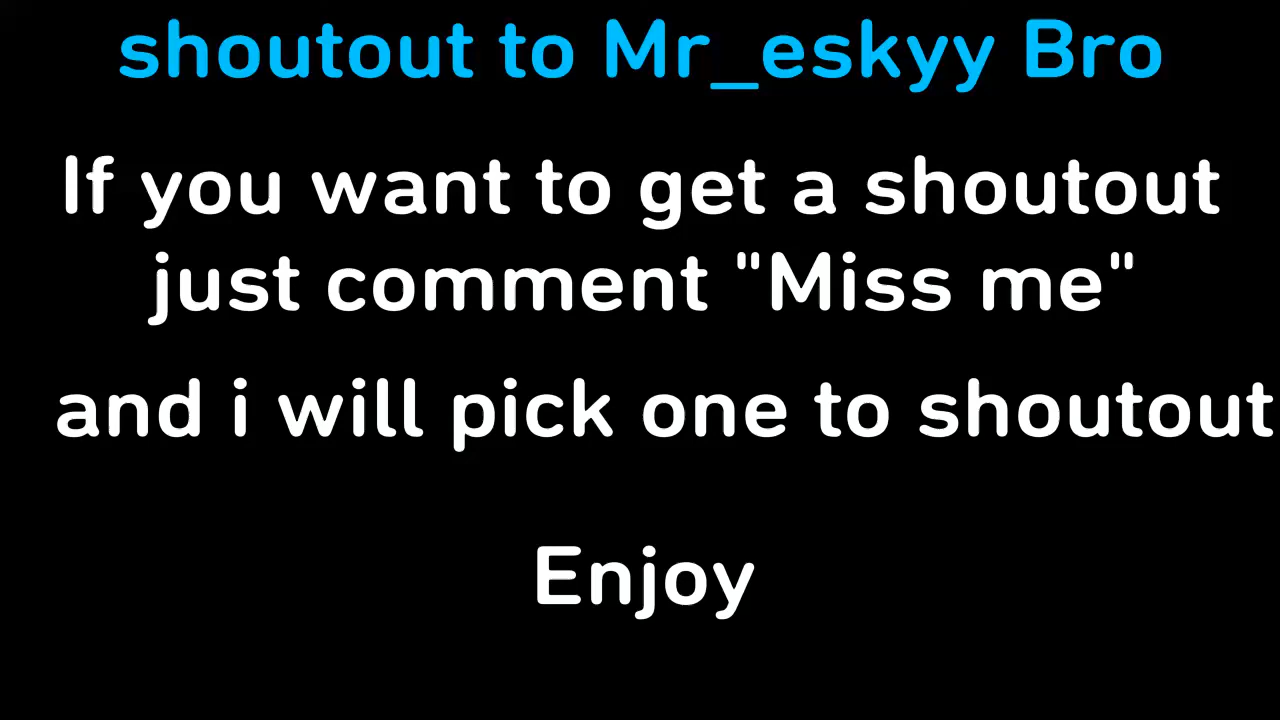 shoutout to Mr_eskyy Bro
If you want to get a shoutout
just comment "Miss me"
and i will pick one to shoutout
Enjoy